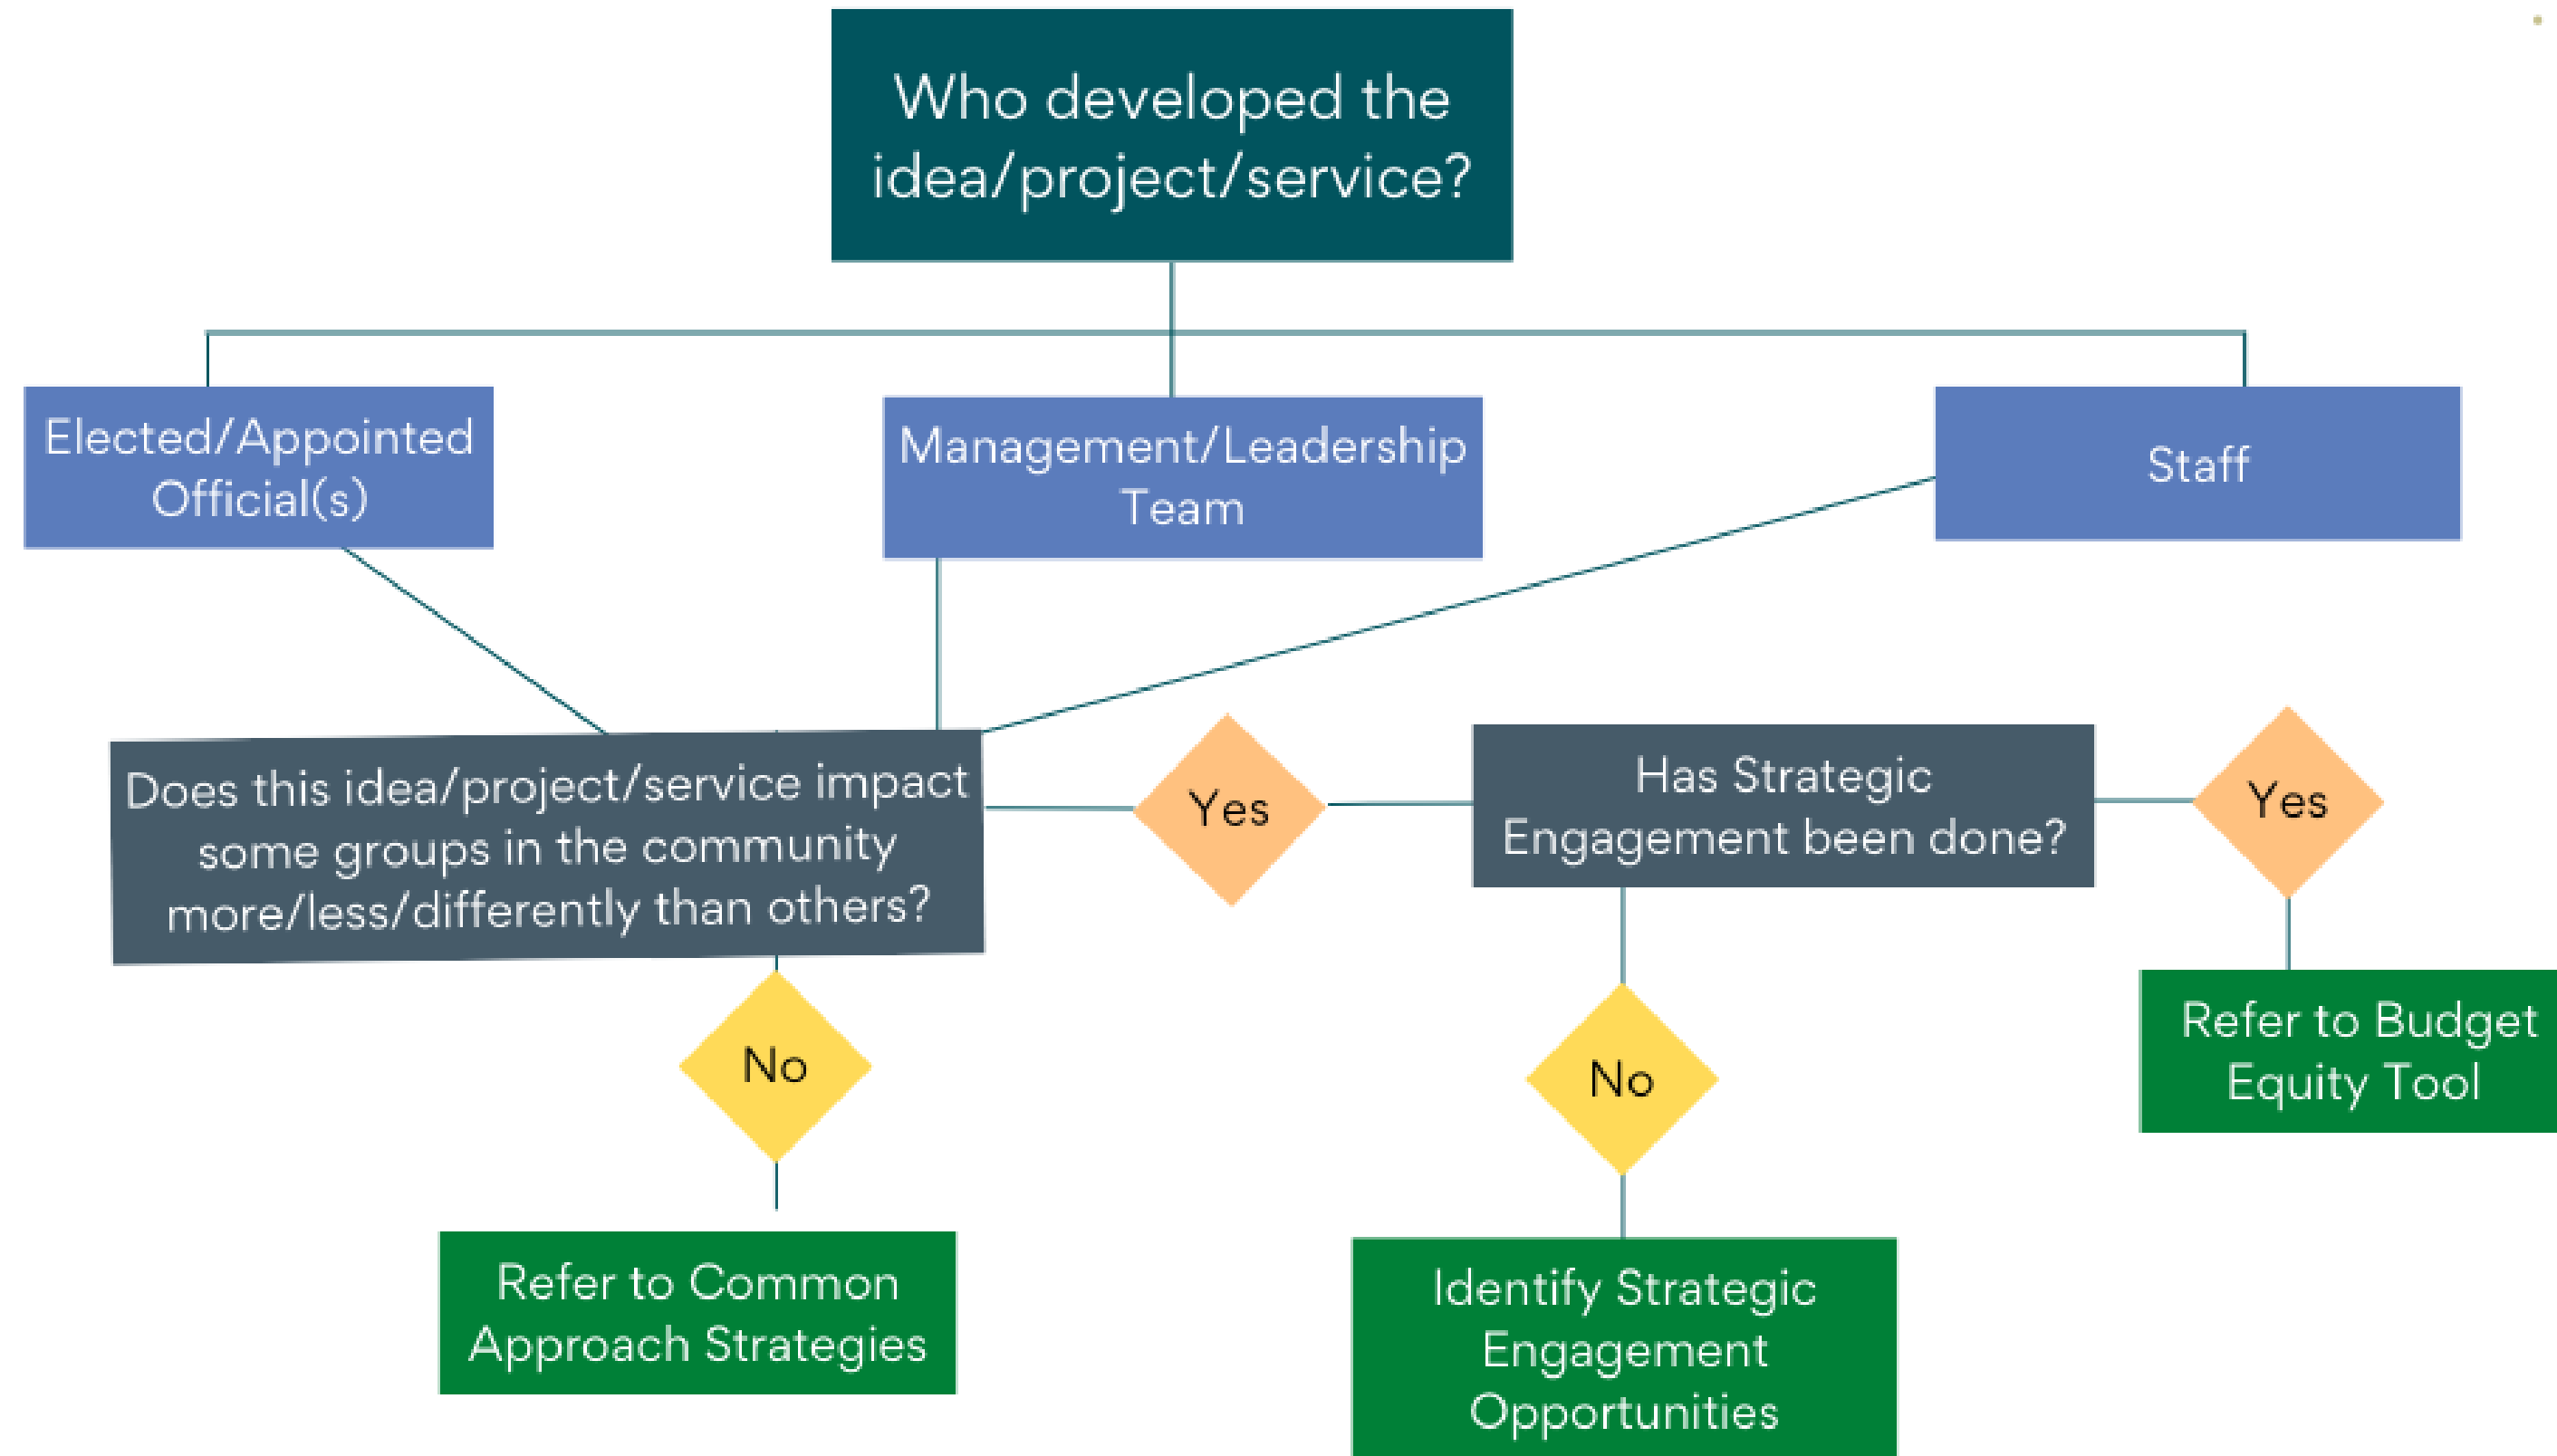 Who developed the
idea/project/service?
Elected/Appointed
Official(s)
Management/Leadership
Team
Staff
Does this idea/project/service impact
some groups in the community
more/less/differently than others?
Yes
Has Strategic
Engagement been done?
Yes
No
No
Refer to Budget
Equity Tool
Refer to Common
Approach Strategies
Identify Strategic
Engagement
Opportunities